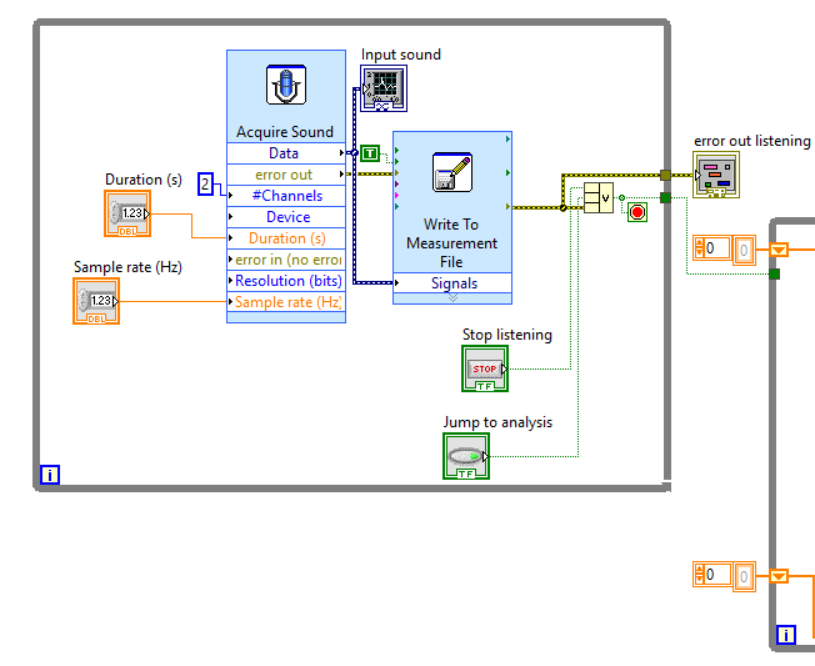 Input sound
Acquire Sound
Data
error out
#Channels
Device
Duration (s)
error in (no error
Resolution (bits)
Sample rate (Hz)
Duration (s)
1.23
DBL
2
Sample rate (Hz)
1.23
DBL
T
Write To
Measurement
File
Signals
Stop listening
STOP
TF
Jump to analysis
TF
V
i
error out listening
0
0
0
0
i